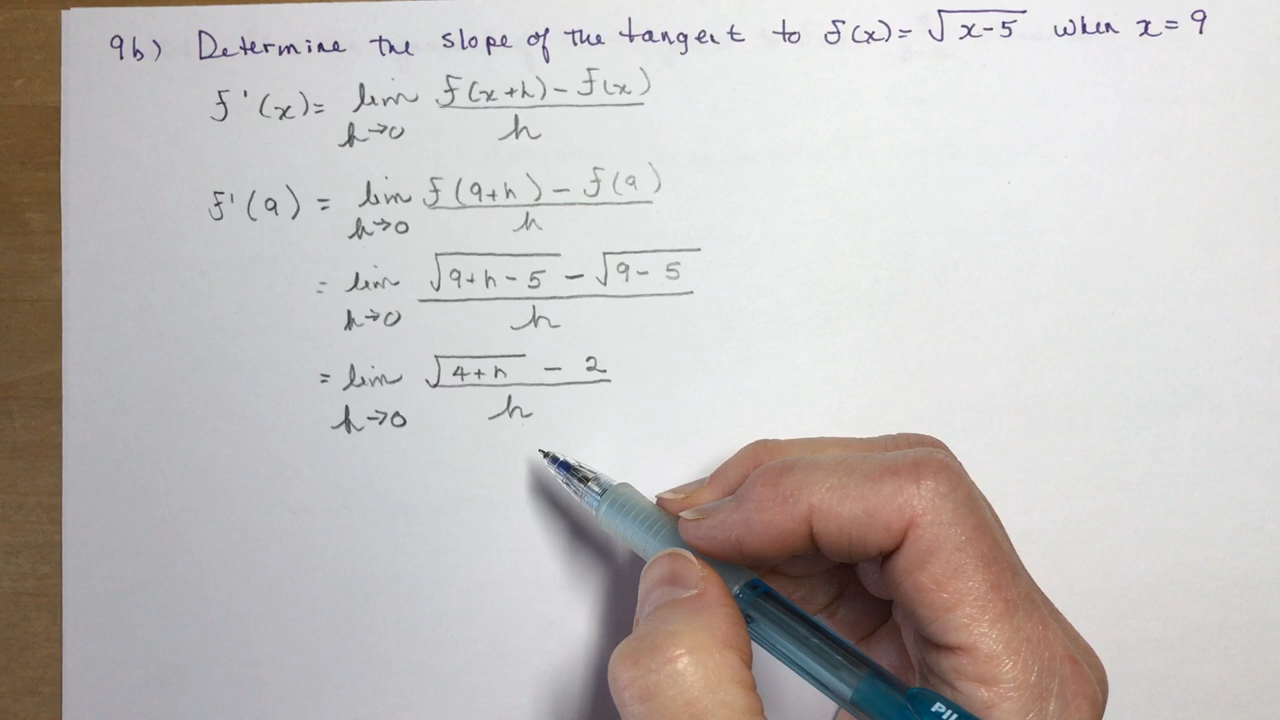 9b) Determine the slope of the tangent to f(x)= √x-5 when x=9
f'(x)= lim h→0 f(x+h)-f(x) / h
f'(9) = lim h→0 f(9+h)-f(9) / h
= lim h→0 √9+h-5 - √9-5 / h
= lim h→0 √4+h - 2 / h
PIL